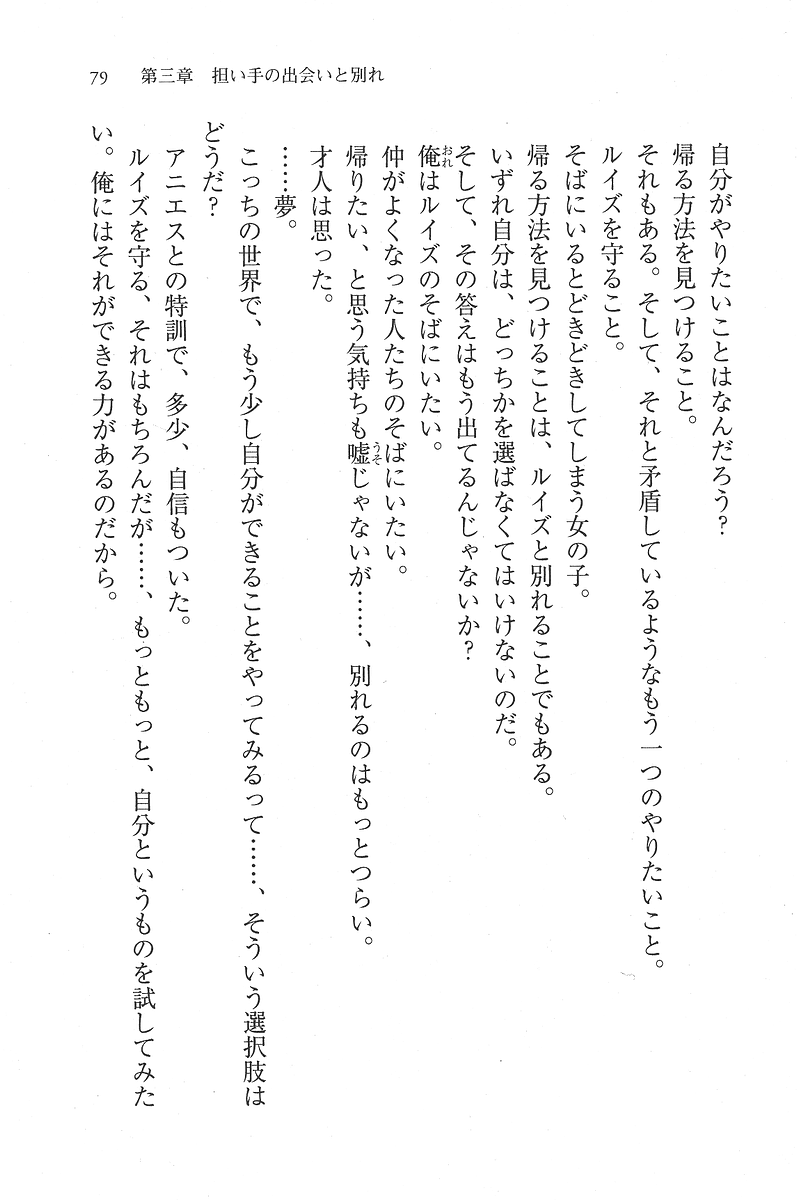 79　第三章　担い手の出会いと別れ
自分がやりたいことはなんだろう？
帰る方法を見つけること。
それもある。そして、それと矛盾しているようなもう一つのやりたいこと。
ルイズを守ること。
そばにいるとどきどきしてしまう女の子。
帰る方法を見つけることは、ルイズと別れることでもある。
いずれ自分は、どっちかを選ばなくてはいけないのだ。
そして、その答えはもう出てるんじゃないか？
俺はルイズのそばにいたい。
仲がよくなった人たちのそばにいたい。
帰りたい、と思う気持ちも嘘じゃないが……、別れるのはもっとつらい。
才人は思った。
……夢。
こっちの世界で、もう少し自分ができることをやってみるって……、そういう選択肢は
どうだ？
アニエスとの特訓で、多少、自信もついた。
ルイズを守る、それはもちろんだが……、もっともっと、自分というものを試してみた
い。俺にはそれができる力があるのだから。